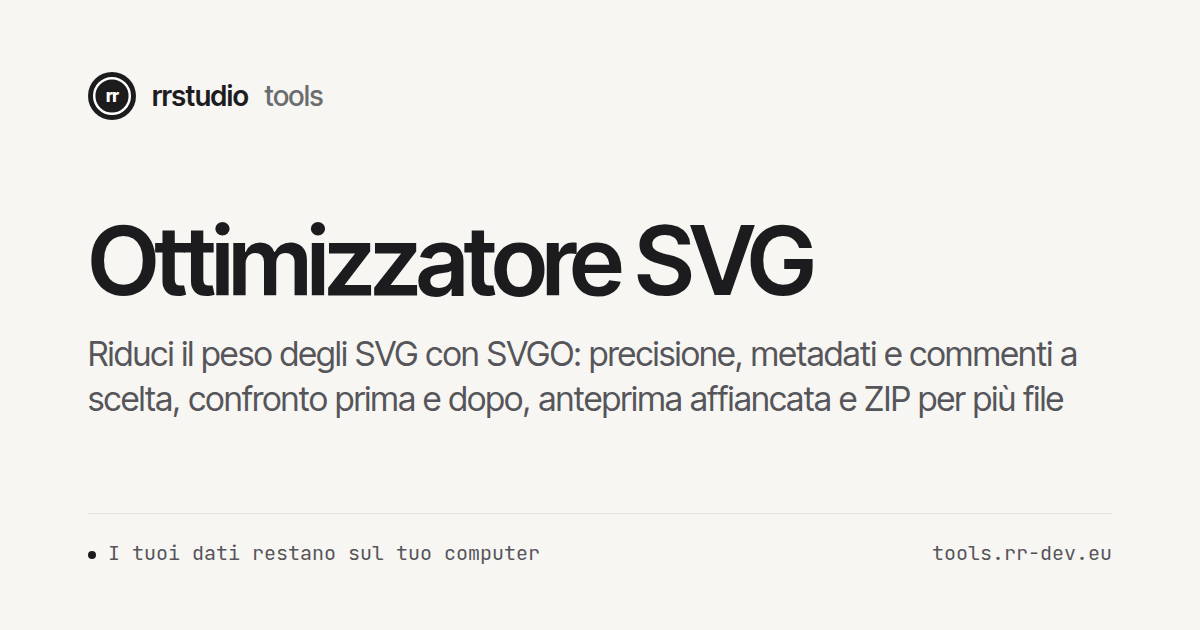 rr rrstudio tools
Ottimizzatore SVG
Riduci il peso degli SVG con SVGO: precisione, metadati e commenti a
scelta, confronto prima e dopo, anteprima affiancata e ZIP per più file
I tuoi dati restano sul tuo computer
tools.rr-dev.eu